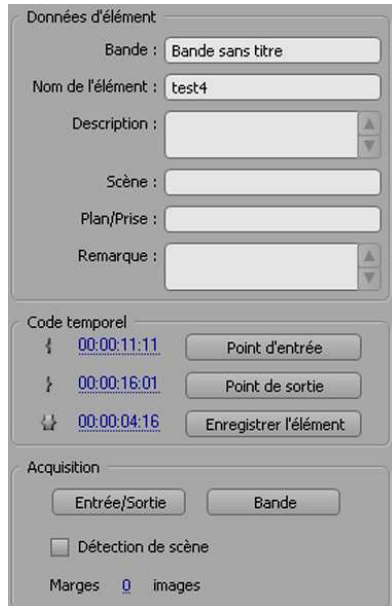 Données d'élément
Bande : Bande sans titre
Nom de l'élément : test4
Description :
Scène :
Plan/Prise :
Remarque :
Code temporel
00:00:11:11 Point d'entrée
00:00:16:01 Point de sortie
00:00:04:16 Enregistrer l'élément
Acquisition
Entrée/Sortie Bande
Détection de scène
Marges 0 images